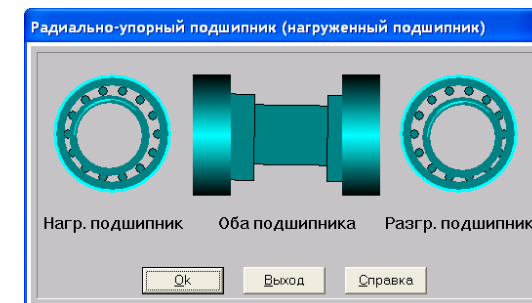 Радиально-упорный подшипник (нагруженный подшипник)
Нагр. подшипник Оба подшипника Разгр. подшипник
Ok Выход Справка